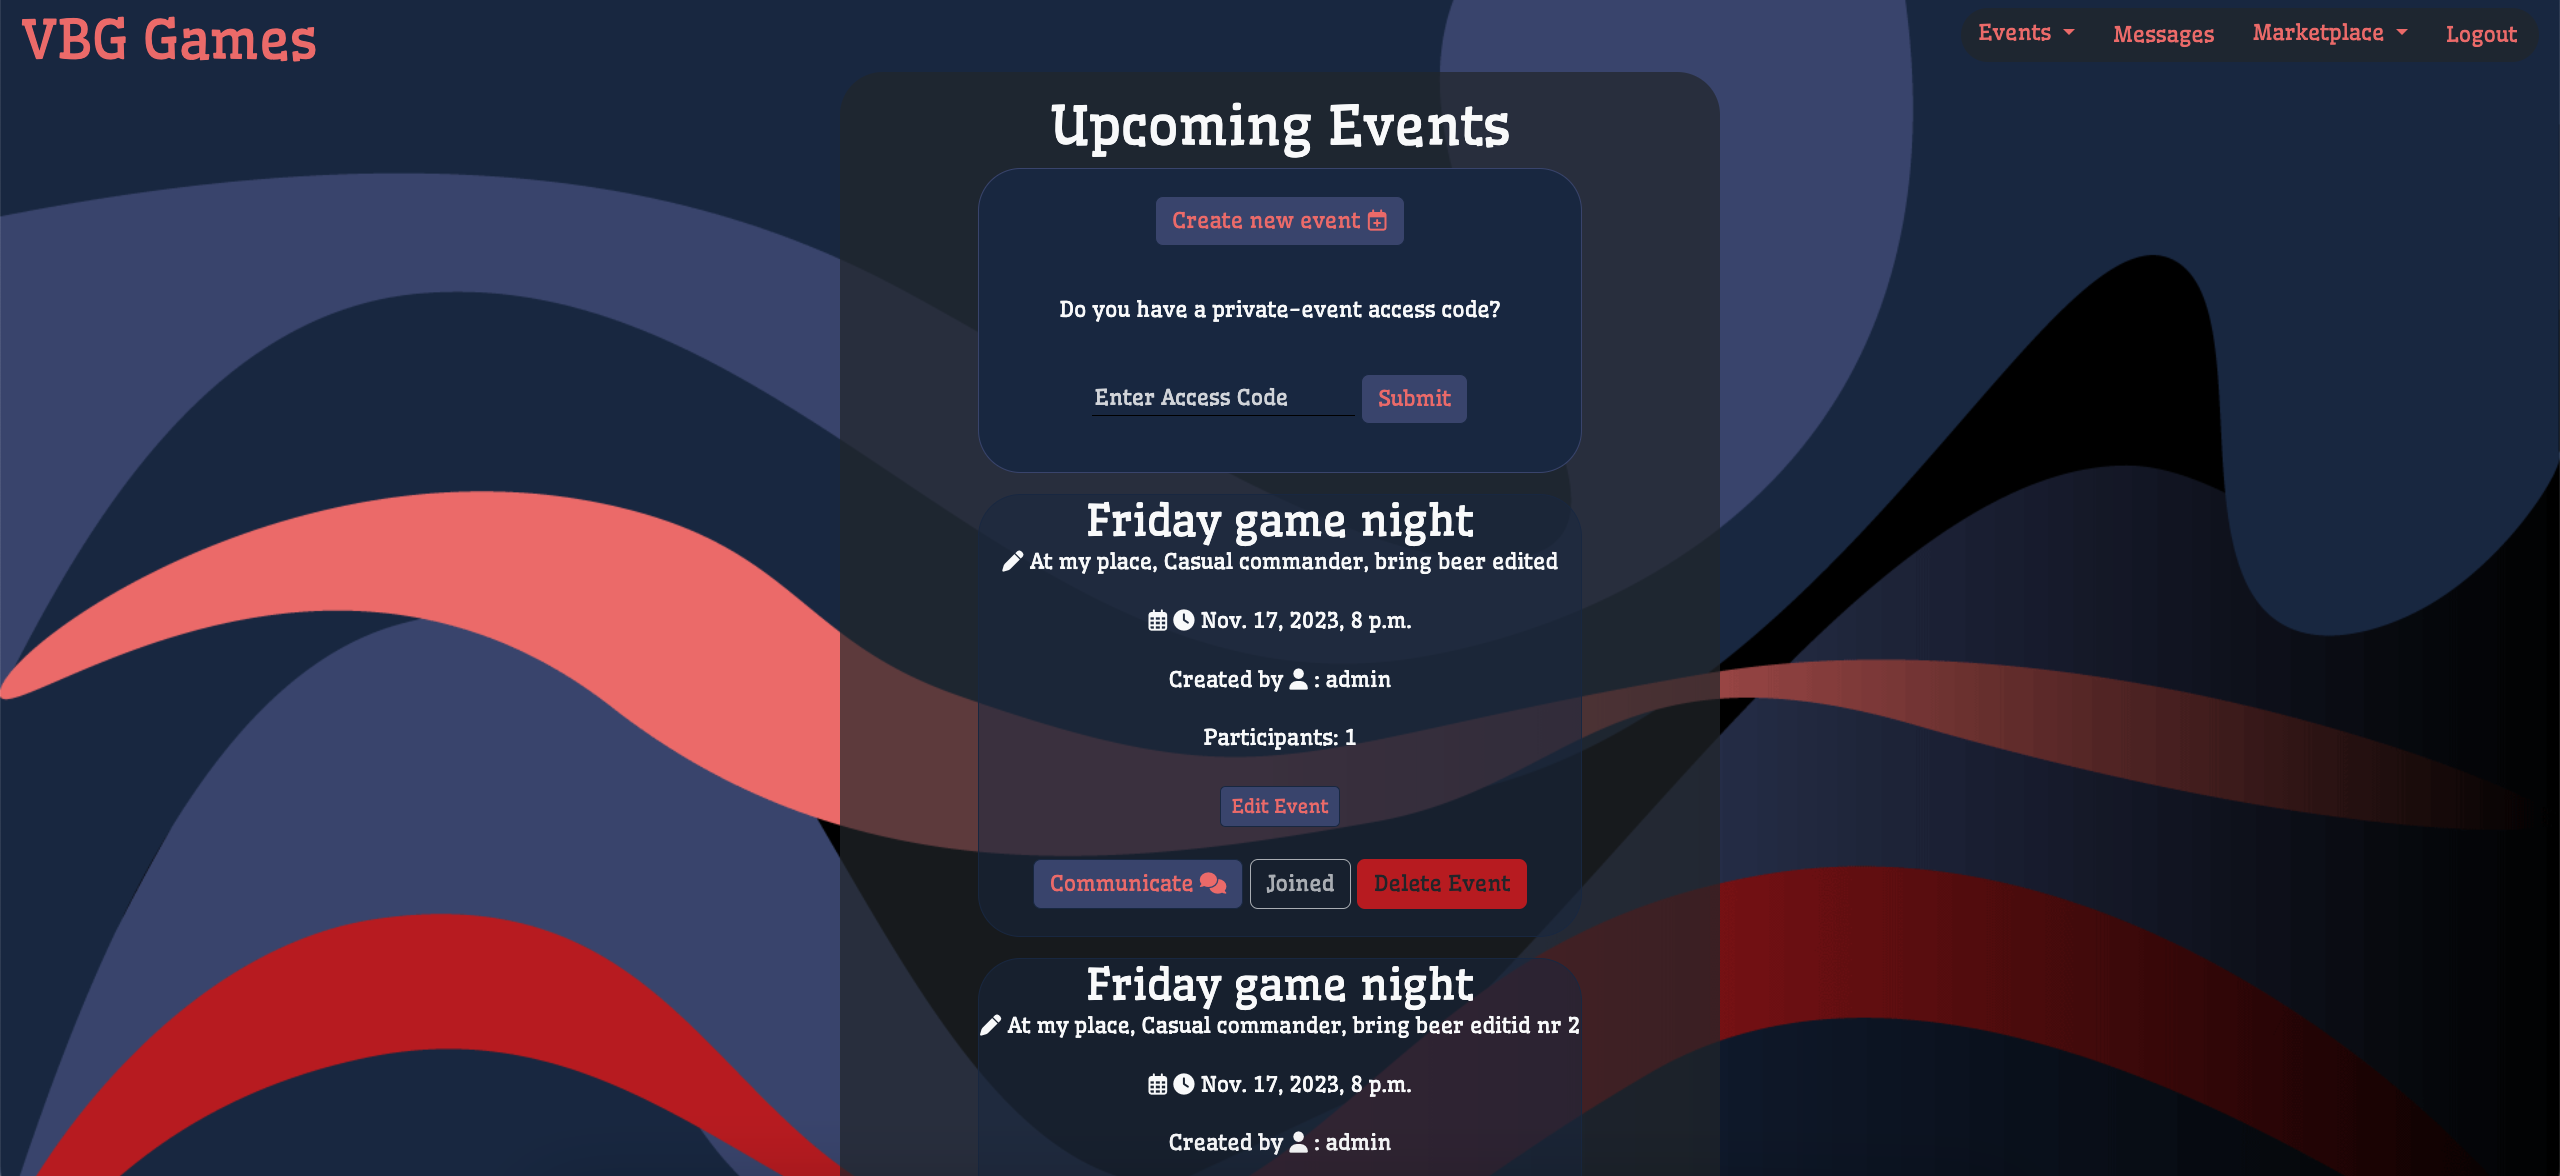 VBG Games
Events Messages Marketplace Logout
Upcoming Events
Create new event
Do you have a private-event access code?
Enter Access Code Submit
Friday game night
At my place, Casual commander, bring beer edited
Nov. 17, 2023, 8 p.m.
Created by : admin
Participants: 1
Edit Event
Communicate Joined Delete Event
Friday game night
At my place, Casual commander, bring beer editid nr 2
Nov. 17, 2023, 8 p.m.
Created by : admin